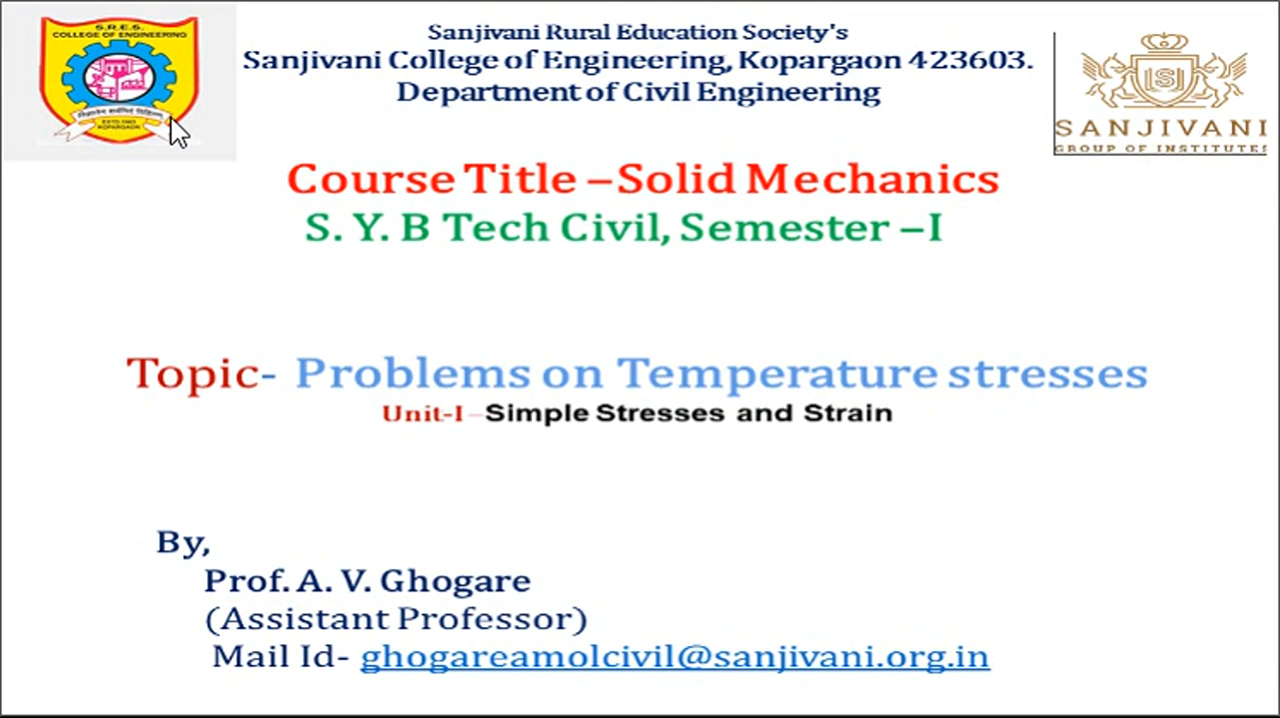 S.R.E.S.
COLLEGE OF ENGINEERING
ESTD 1983
KOPARGAON
Sanjivani Rural Education Society's
Sanjivani College of Engineering, Kopargaon 423603.
Department of Civil Engineering
SANJIVANI
GROUP OF INSTITUTES
Course Title –Solid Mechanics
S. Y. B Tech Civil, Semester –I
Topic- Problems on Temperature stresses
Unit-I –Simple Stresses and Strain
By,
Prof. A. V. Ghogare
(Assistant Professor)
Mail Id- ghogareamolcivil@sanjivani.org.in